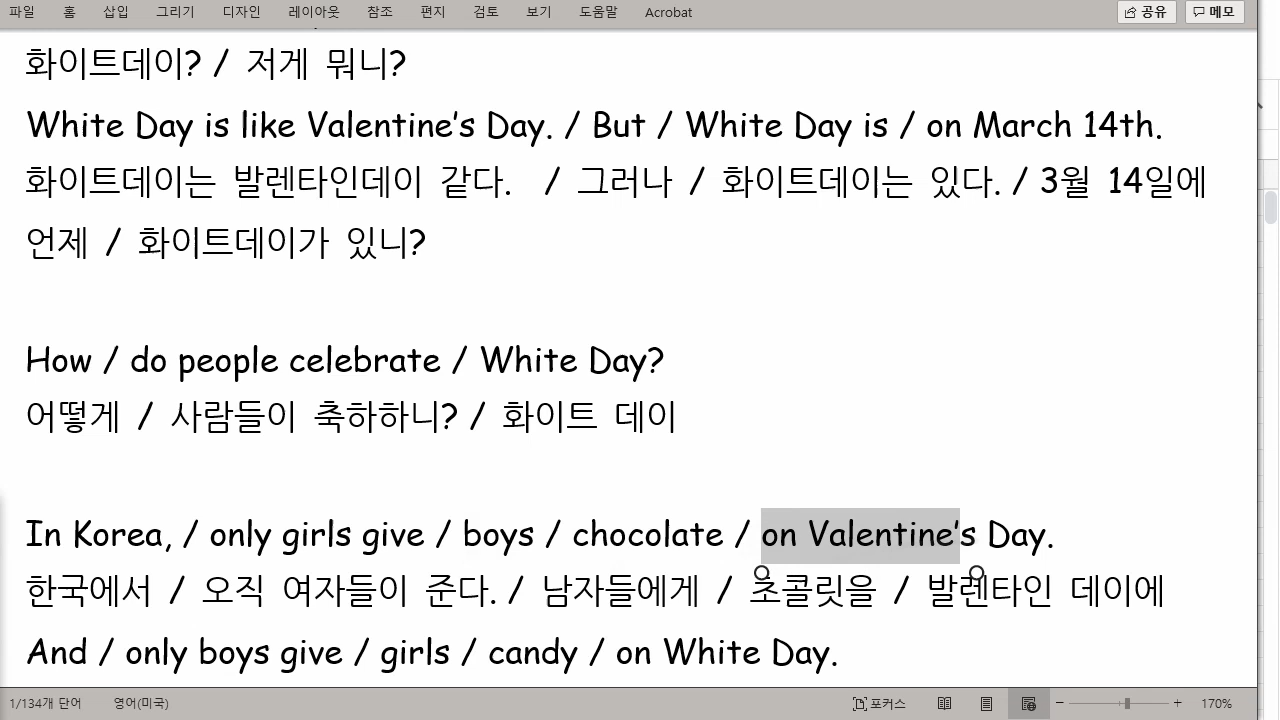 파일 홈 삽입 그리기 디자인 레이아웃 참조 편지 검토 보기 도움말 Acrobat 공유 메모
화이트데이? / 저게 뭐니?
White Day is like Valentine's Day. / But / White Day is / on March 14th.
화이트데이는 발렌타인데이 같다. / 그러나 / 화이트데이는 있다. / 3월 14일에
언제 / 화이트데이가 있니?
How / do people celebrate / White Day?
어떻게 / 사람들이 축하하니? / 화이트 데이
In Korea, / only girls give / boys / chocolate / on Valentine's Day.
한국에서 / 오직 여자들이 준다. / 남자들에게 / 초콜릿을 / 발렌타인 데이에
And / only boys give / girls / candy / on White Day.
1/134개 단어 영어(미국) 포커스 170%